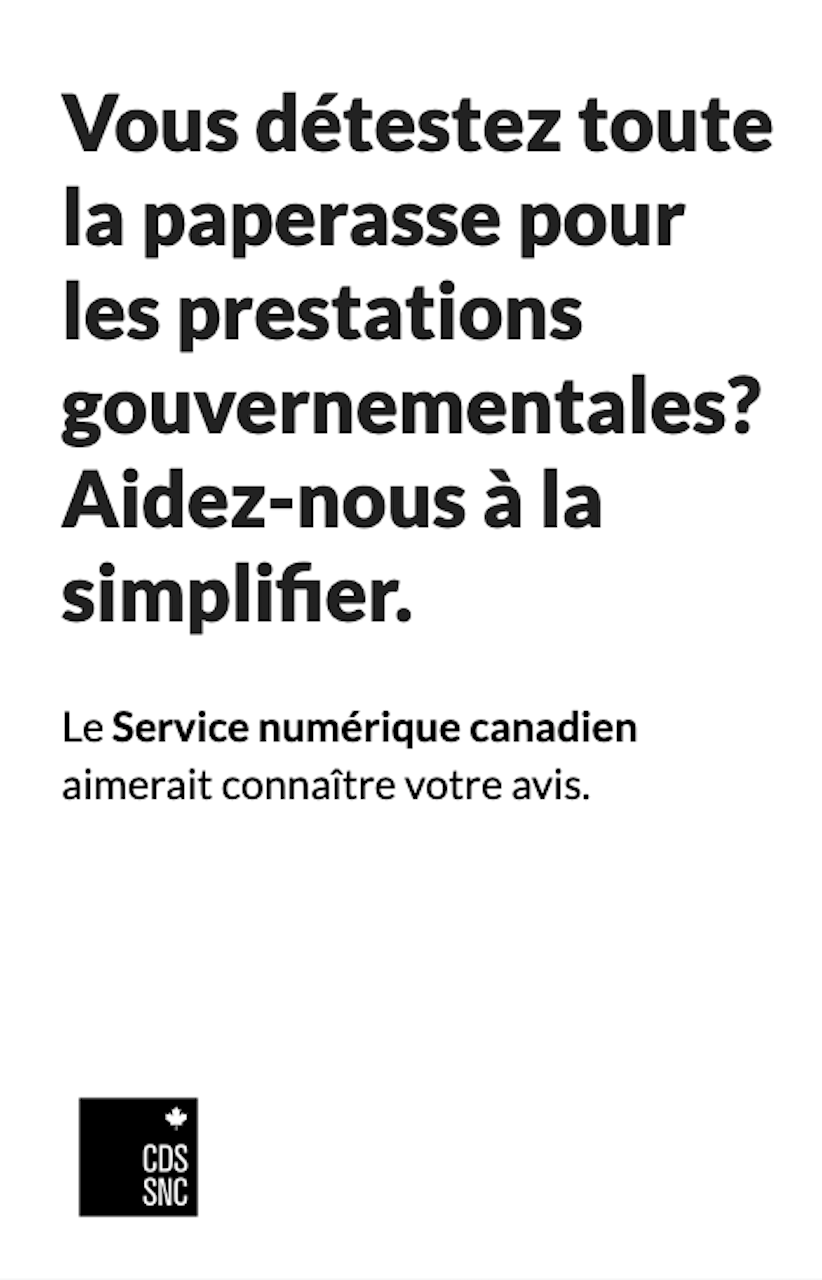 Vous détestez toute
la paperasse pour
les prestations
gouvernementales?
Aidez-nous à la
simplifier.
Le Service numérique canadien
aimerait connaître votre avis.
CDS
SNC